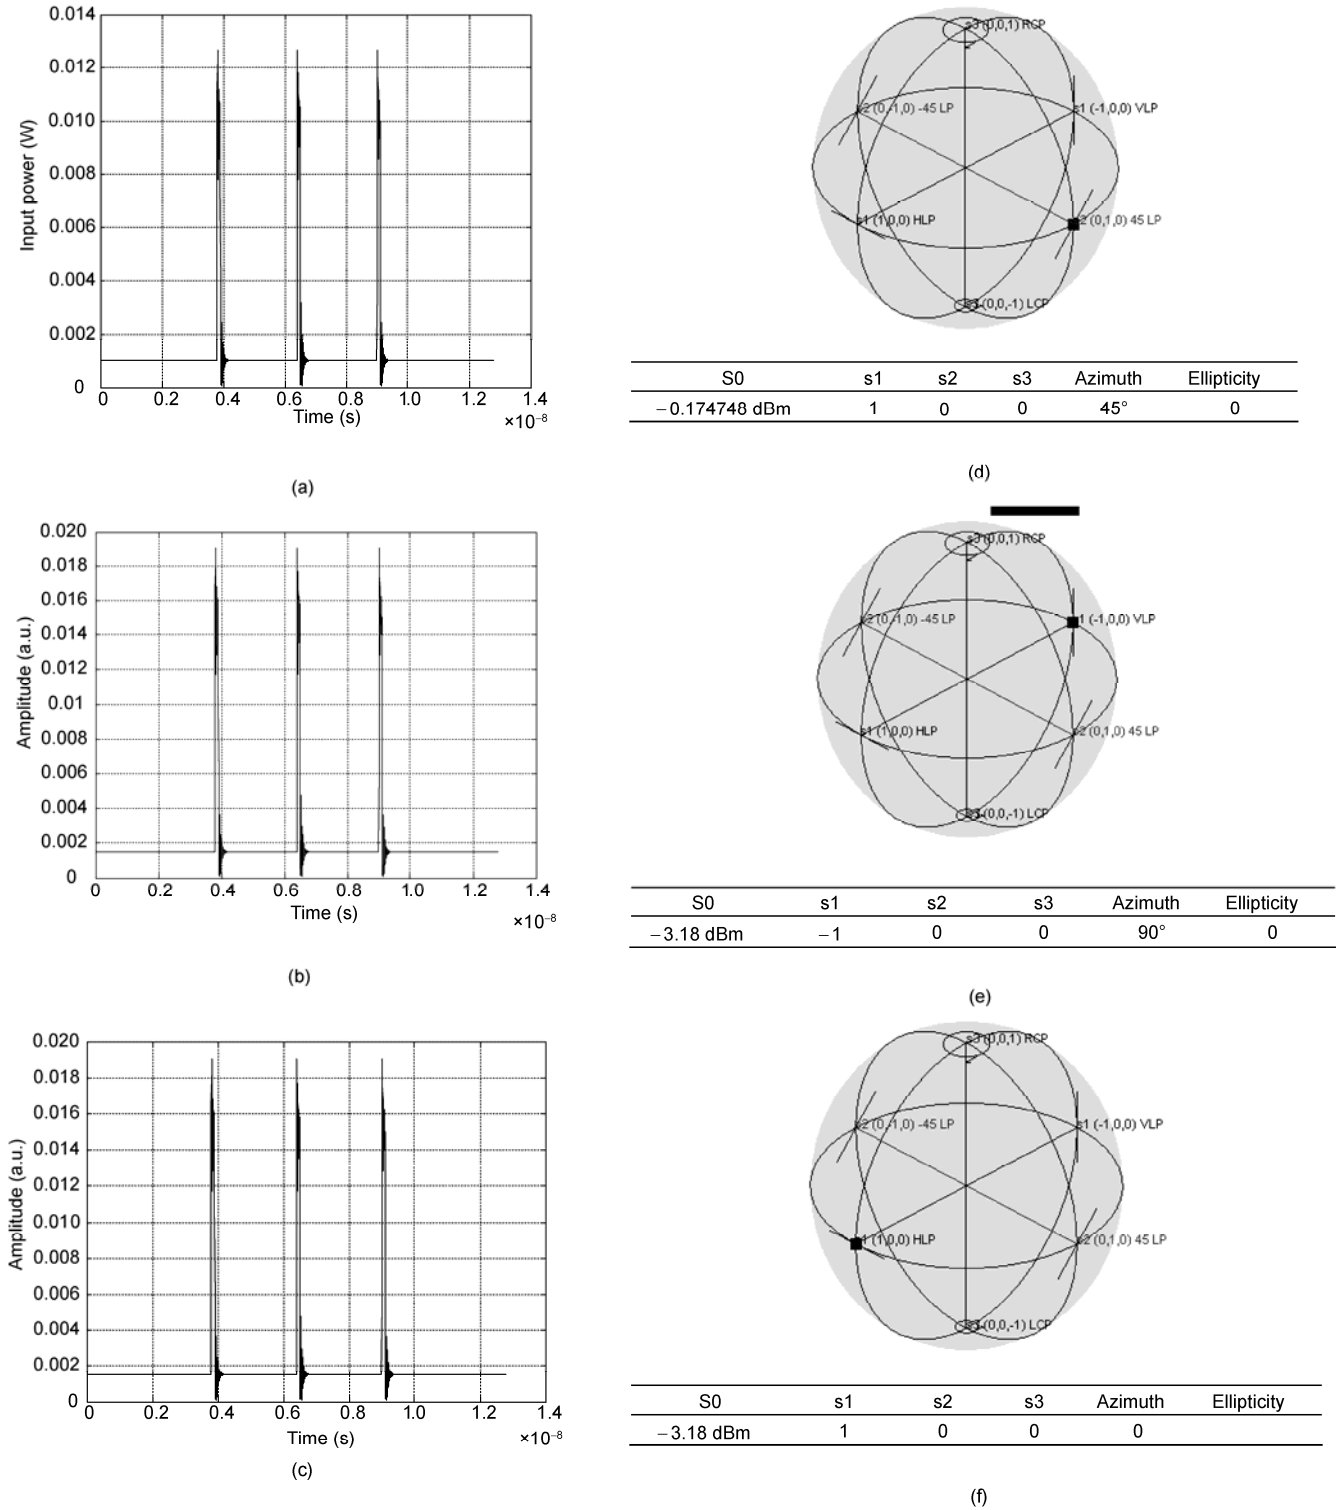 0.014
0.012
0.010
0.008
0.006
0.004
0.002
0
Input power (W)
0 0.2 0.4 0.6 0.8 1.0 1.2 1.4
Time (s)
×10⁻⁸
(a)
s3 (0,0,1) RCP
s2 (0,-1,0) -45 LP
s1 (-1,0,0) VLP
s1 (1,0,0) HLP
2 (0,1,0) 45 LP
(0,0,-1) LCP
S0 s1 s2 s3 Azimuth Ellipticity
−0.174748 dBm 1 0 0 45° 0
(d)
0.020
0.018
0.016
0.014
0.012
0.01
0.008
0.006
0.004
0.002
0
Amplitude (a.u.)
0 0.2 0.4 0.6 0.8 1.0 1.2 1.4
Time (s)
×10⁻⁸
(b)
s3 (0,0,1) RCP
s2 (0,-1,0) -45 LP
1 (-1,0,0) VLP
s1 (1,0,0) HLP
s2 (0,1,0) 45 LP
(0,0,-1) LCP
S0 s1 s2 s3 Azimuth Ellipticity
−3.18 dBm −1 0 0 90° 0
(e)
0.020
0.018
0.016
0.014
0.012
0.010
0.008
0.006
0.004
0.002
0
Amplitude (a.u.)
0 0.2 0.4 0.6 0.8 1.0 1.2 1.4
Time (s)
×10⁻⁸
(c)
s3 (0,0,1) RCP
s2 (0,-1,0) -45 LP
s1 (-1,0,0) VLP
1 (1,0,0) HLP
s2 (0,1,0) 45 LP
(0,0,-1) LCP
S0 s1 s2 s3 Azimuth Ellipticity
−3.18 dBm 1 0 0 0
(f)